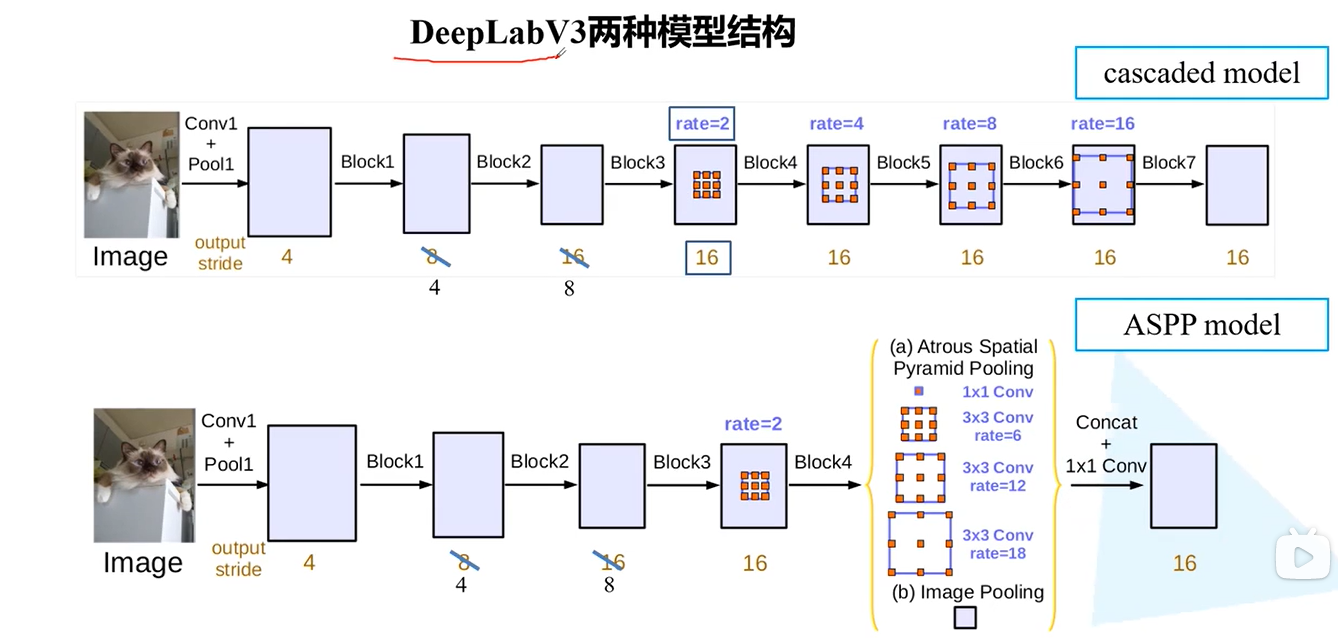 DeepLabV3两种模型结构
cascaded model
Conv1
+
Pool1
Block1
Block2
Block3
rate=2
Block4
rate=4
Block5
rate=8
Block6
rate=16
Block7
Image
output
stride
4
8
16
16
16
16
16
16
4
8
ASPP model
Conv1
+
Pool1
Block1
Block2
Block3
rate=2
Block4
(a) Atrous Spatial
Pyramid Pooling
1x1 Conv
3x3 Conv
rate=6
3x3 Conv
rate=12
3x3 Conv
rate=18
(b) Image Pooling
Concat
+
1x1 Conv
Image
output
stride
4
8
16
16
16
4
8